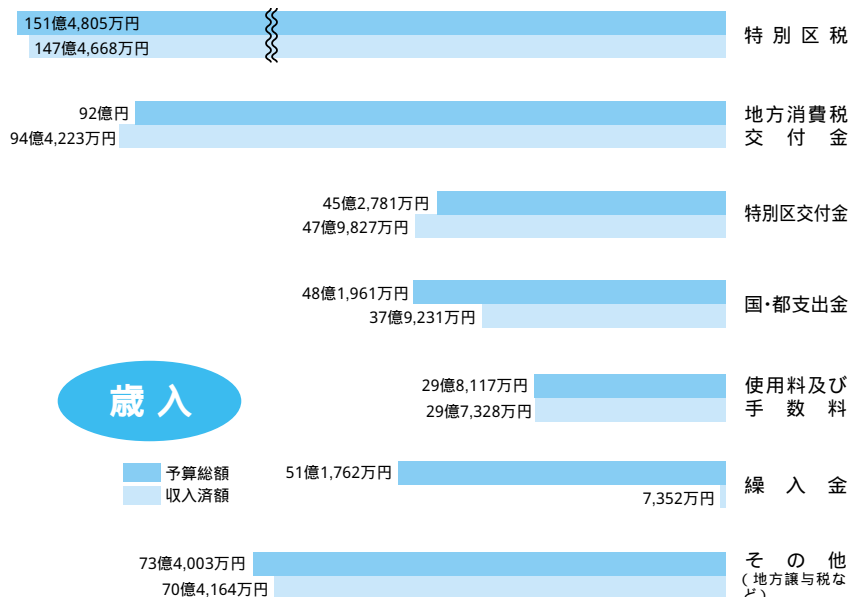 151億4,805万円
147億4,668万円
特別区税
92億円
94億4,223万円
地方消費税
交付金
45億2,781万円
47億9,827万円
特別区交付金
48億1,961万円
37億9,231万円
国・都支出金
歳入
29億8,117万円
29億7,328万円
使用料及び
手数料
予算総額
収入済額
51億1,762万円
7,352万円
繰入金
73億4,003万円
70億4,164万円
その他
(地方譲与税な
ど)